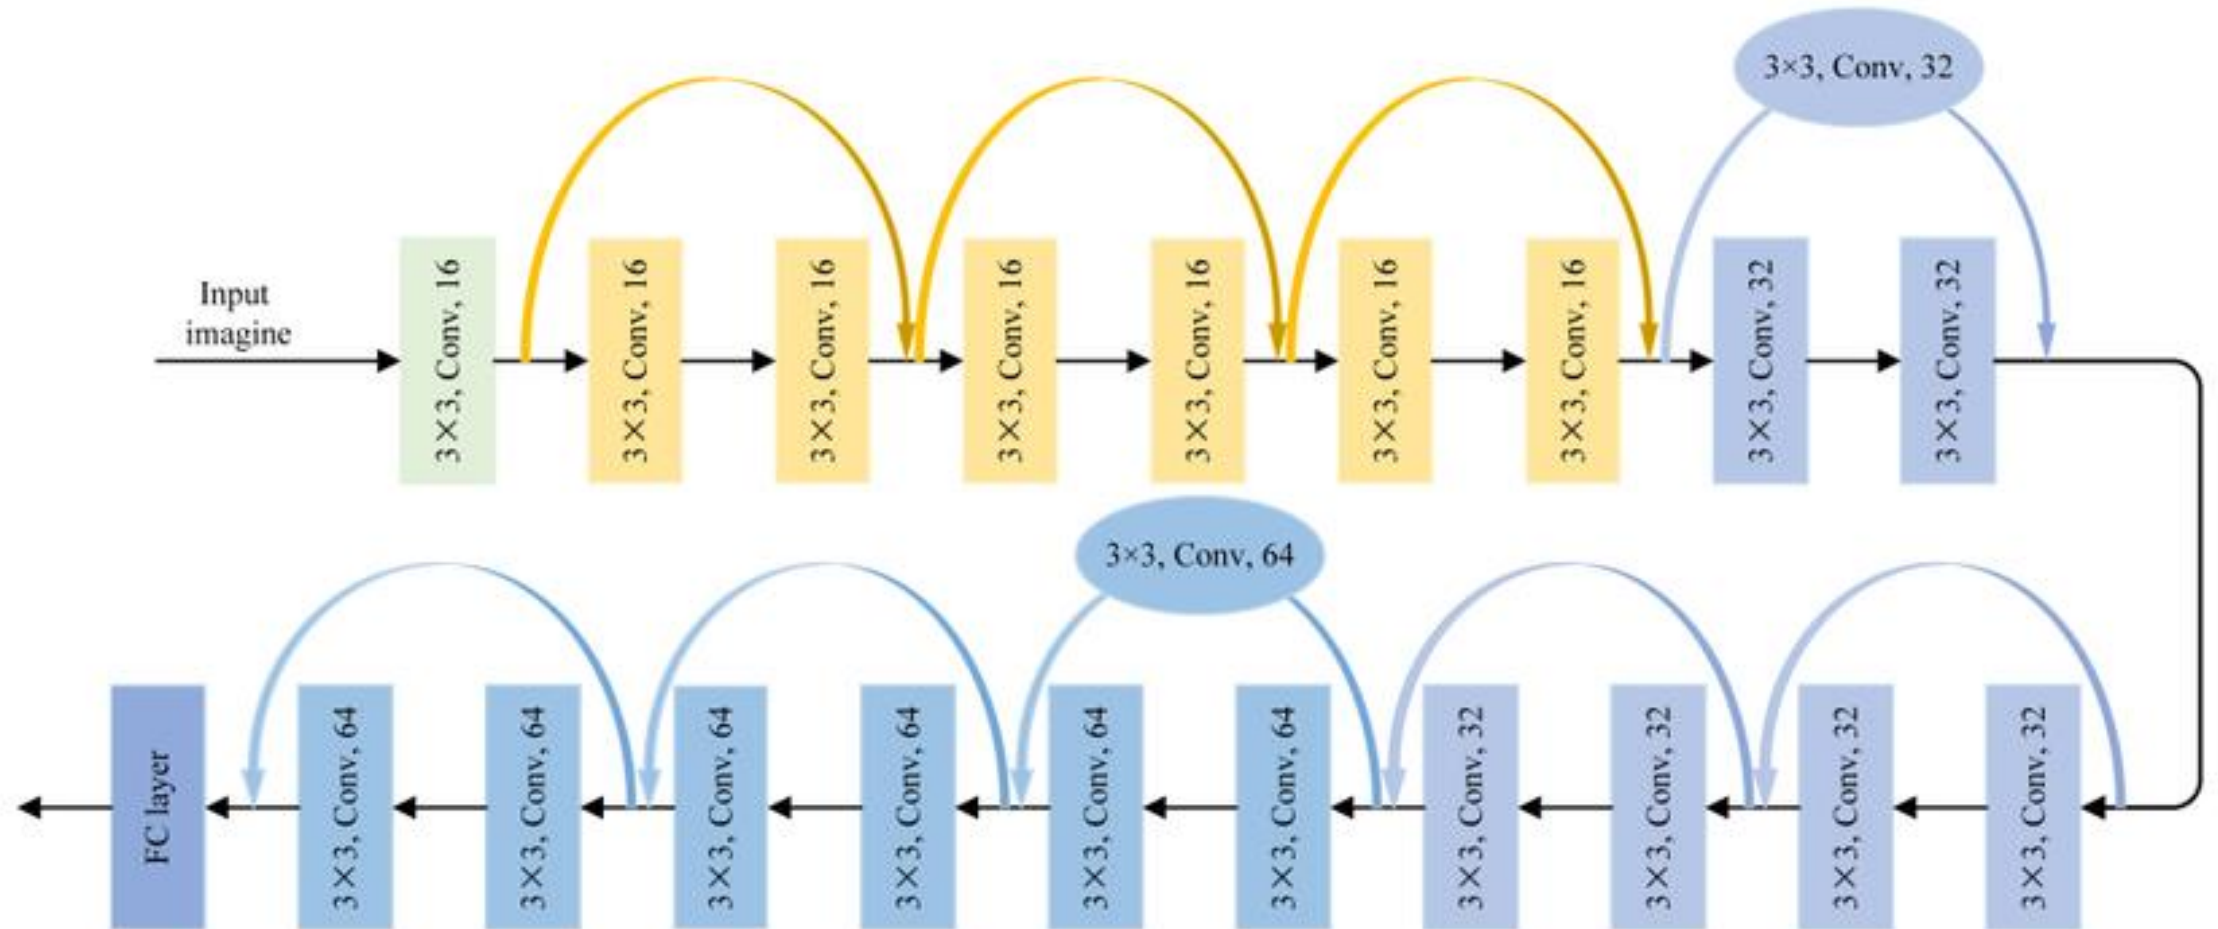 3×3, Conv, 32
Input
imagine
3×3, Conv, 16
3×3, Conv, 16
3×3, Conv, 16
3×3, Conv, 16
3×3, Conv, 16
3×3, Conv, 16
3×3, Conv, 16
3×3, Conv, 32
3×3, Conv, 32
3×3, Conv, 64
FC layer
3×3, Conv, 64
3×3, Conv, 64
3×3, Conv, 64
3×3, Conv, 64
3×3, Conv, 64
3×3, Conv, 64
3×3, Conv, 32
3×3, Conv, 32
3×3, Conv, 32
3×3, Conv, 32